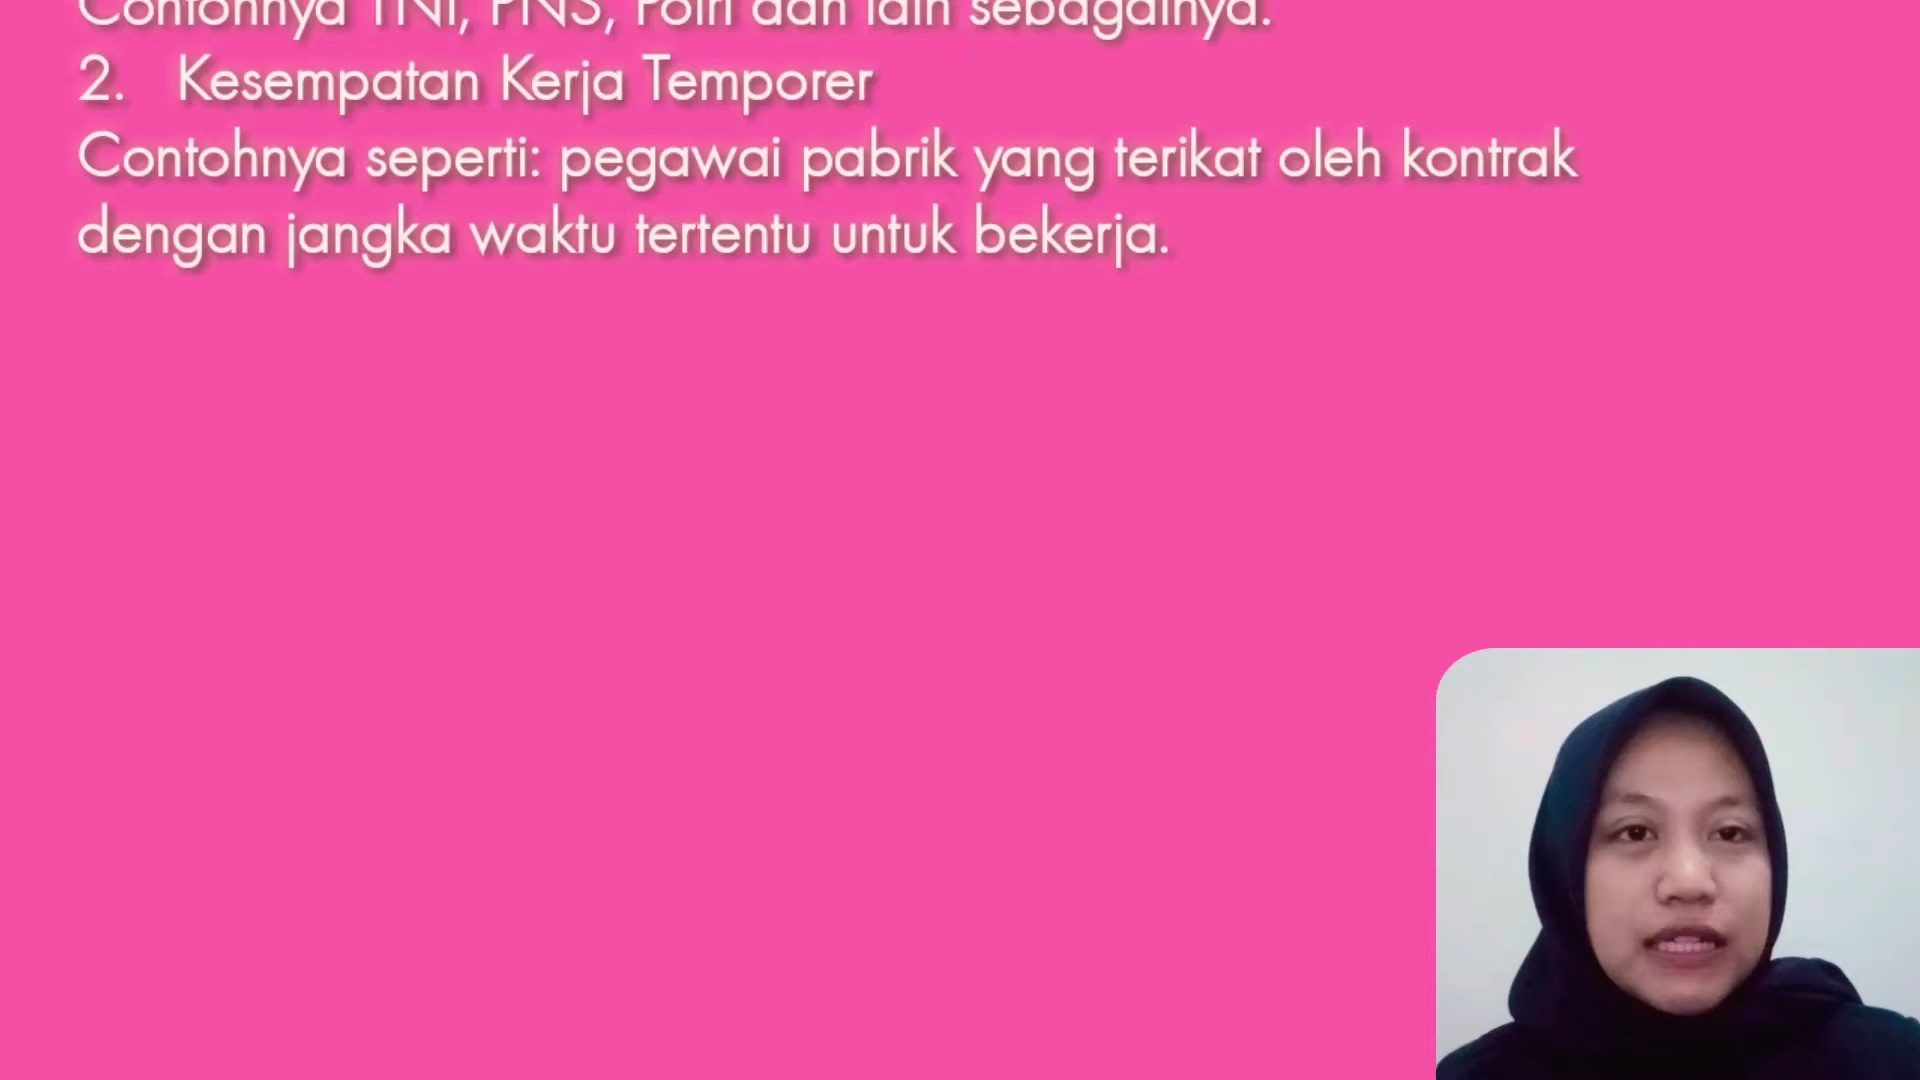 Contohnya TNI, PNS, Polri dan lain sebagainya.
2. Kesempatan Kerja Temporer
Contohnya seperti: pegawai pabrik yang terikat oleh kontrak
dengan jangka waktu tertentu untuk bekerja.